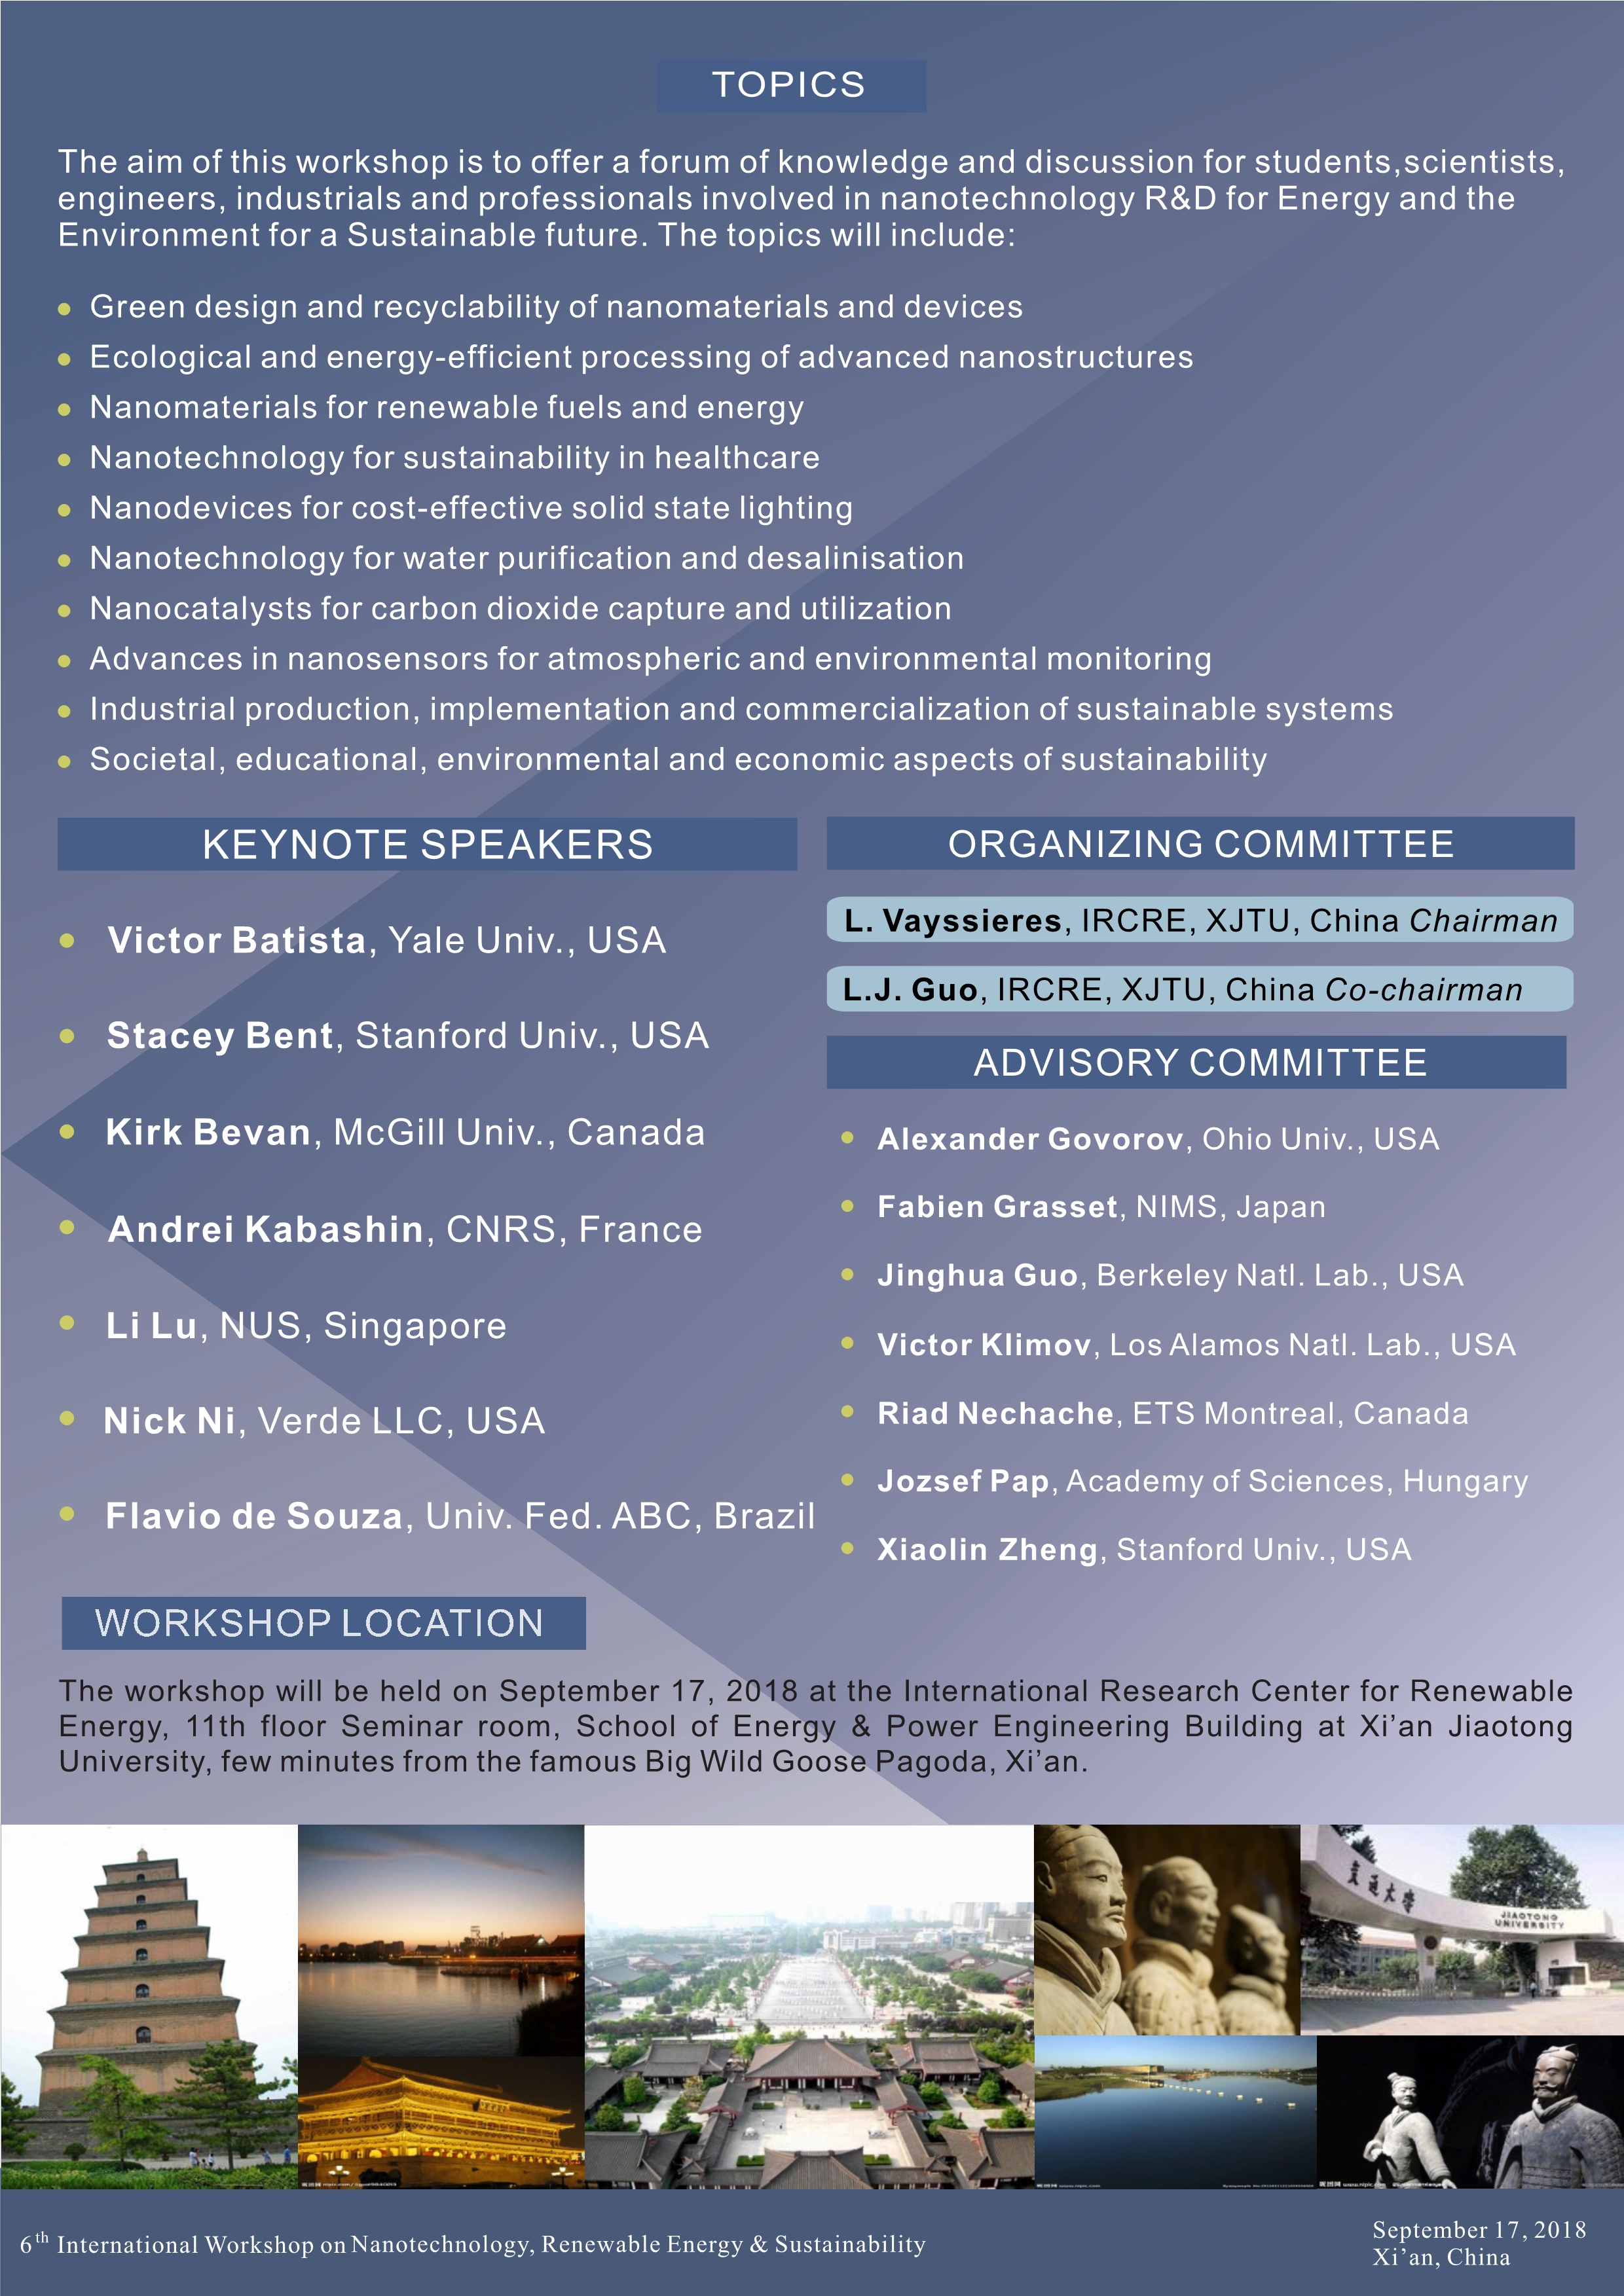 TOPICS
The aim of this workshop is to offer a forum of knowledge and discussion for students,scientists,
engineers, industrials and professionals involved in nanotechnology R&D for Energy and the
Environment for a Sustainable future. The topics will include:
Green design and recyclability of nanomaterials and devices
Ecological and energy-efficient processing of advanced nanostructures
Nanomaterials for renewable fuels and energy
Nanotechnology for sustainability in healthcare
Nanodevices for cost-effective solid state lighting
Nanotechnology for water purification and desalinisation
Nanocatalysts for carbon dioxide capture and utilization
Advances in nanosensors for atmospheric and environmental monitoring
Industrial production, implementation and commercialization of sustainable systems
Societal, educational, environmental and economic aspects of sustainability
KEYNOTE SPEAKERS
Victor Batista, Yale Univ., USA
Stacey Bent, Stanford Univ., USA
Kirk Bevan, McGill Univ., Canada
Andrei Kabashin, CNRS, France
Li Lu, NUS, Singapore
Nick Ni, Verde LLC, USA
Flavio de Souza, Univ. Fed. ABC, Brazil
ORGANIZING COMMITTEE
L. Vayssieres, IRCRE, XJTU, China Chairman
L.J. Guo, IRCRE, XJTU, China Co-chairman
ADVISORY COMMITTEE
Alexander Govorov, Ohio Univ., USA
Fabien Grasset, NIMS, Japan
Jinghua Guo, Berkeley Natl. Lab., USA
Victor Klimov, Los Alamos Natl. Lab., USA
Riad Nechache, ETS Montreal, Canada
Jozsef Pap, Academy of Sciences, Hungary
Xiaolin Zheng, Stanford Univ., USA
WORKSHOP LOCATION
The workshop will be held on September 17, 2018 at the International Research Center for Renewable
Energy, 11th floor Seminar room, School of Energy & Power Engineering Building at Xi’an Jiaotong
University, few minutes from the famous Big Wild Goose Pagoda, Xi’an.
交通大學
JIAOTONG
UNIVERSITY
6th International Workshop on Nanotechnology, Renewable Energy & Sustainability
September 17, 2018
Xi’an, China